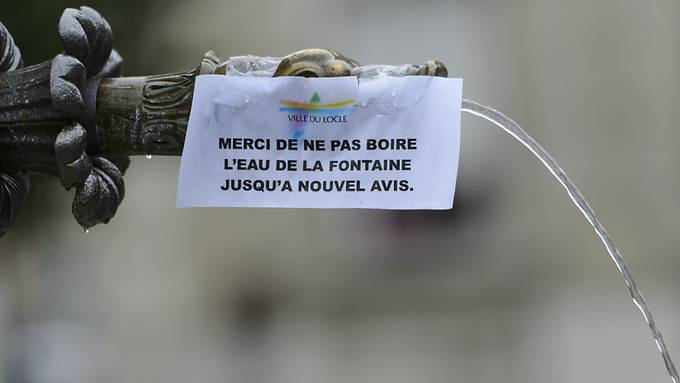 VILLE DU LOCLE
MERCI DE NE PAS BOIRE
L'EAU DE LA FONTAINE
JUSQU'A NOUVEL AVIS.